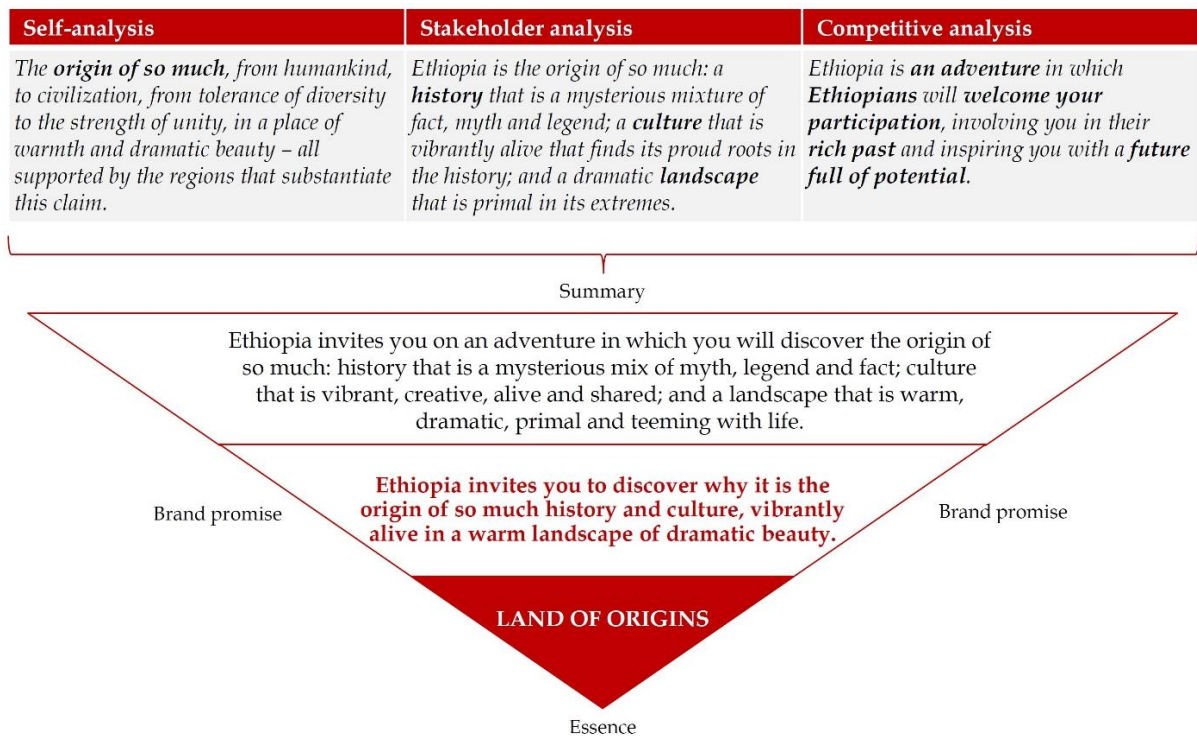 Self-analysis
The origin of so much, from humankind,
to civilization, from tolerance of diversity
to the strength of unity, in a place of
warmth and dramatic beauty – all
supported by the regions that substantiate
this claim.
Stakeholder analysis
Ethiopia is the origin of so much: a
history that is a mysterious mixture of
fact, myth and legend; a culture that is
vibrantly alive that finds its proud roots in
the history; and a dramatic landscape
that is primal in its extremes.
Competitive analysis
Ethiopia is an adventure in which
Ethiopians will welcome your
participation, involving you in their
rich past and inspiring you with a future
full of potential.
Summary
Ethiopia invites you on an adventure in which you will discover the origin of
so much: history that is a mysterious mix of myth, legend and fact; culture
that is vibrant, creative, alive and shared; and a landscape that is warm,
dramatic, primal and teeming with life.
Brand promise
Ethiopia invites you to discover why it is the
origin of so much history and culture, vibrantly
alive in a warm landscape of dramatic beauty.
Brand promise
LAND OF ORIGINS
Essence